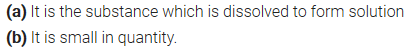 (a) It is the substance which is dissolved to form solution
(b) It is small in quantity.